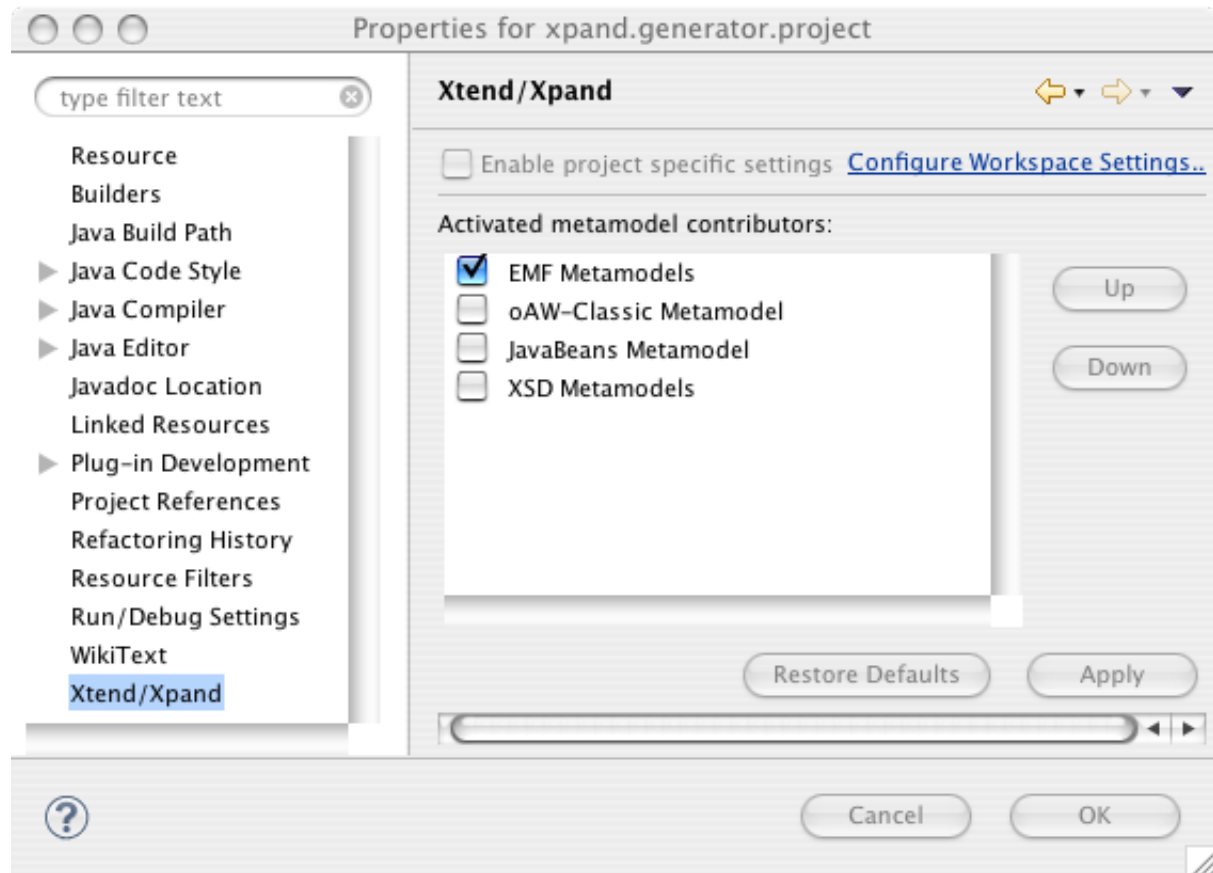 Properties for xpand.generator.project
type filter text
Resource
Builders
Java Build Path
Java Code Style
Java Compiler
Java Editor
Javadoc Location
Linked Resources
Plug-in Development
Project References
Refactoring History
Resource Filters
Run/Debug Settings
WikiText
Xtend/Xpand
Xtend/Xpand
Enable project specific settings Configure Workspace Settings..
Activated metamodel contributors:
EMF Metamodels
oAW-Classic Metamodel
JavaBeans Metamodel
XSD Metamodels
Up
Down
Restore Defaults Apply
?
Cancel OK